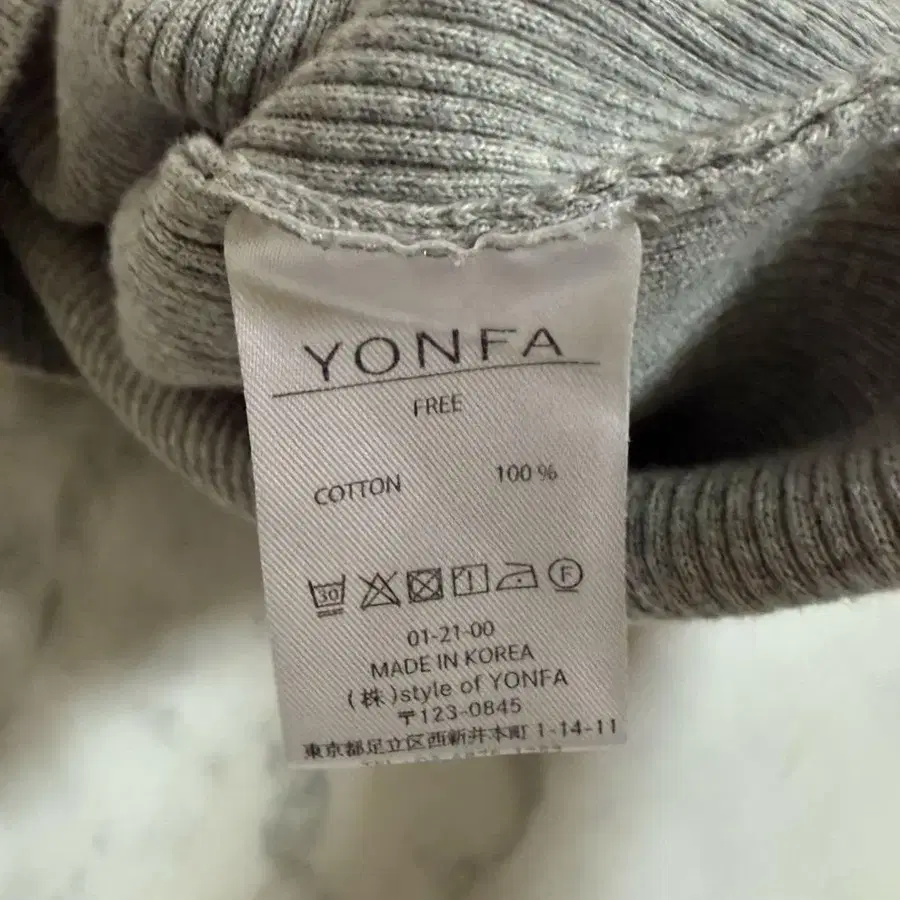 YONFA
FREE
COTTON 100 %
30 F
01-21-00
MADE IN KOREA
(株)style of YONFA
〒123-0845
東京都足立区西新井本町 1-14-11